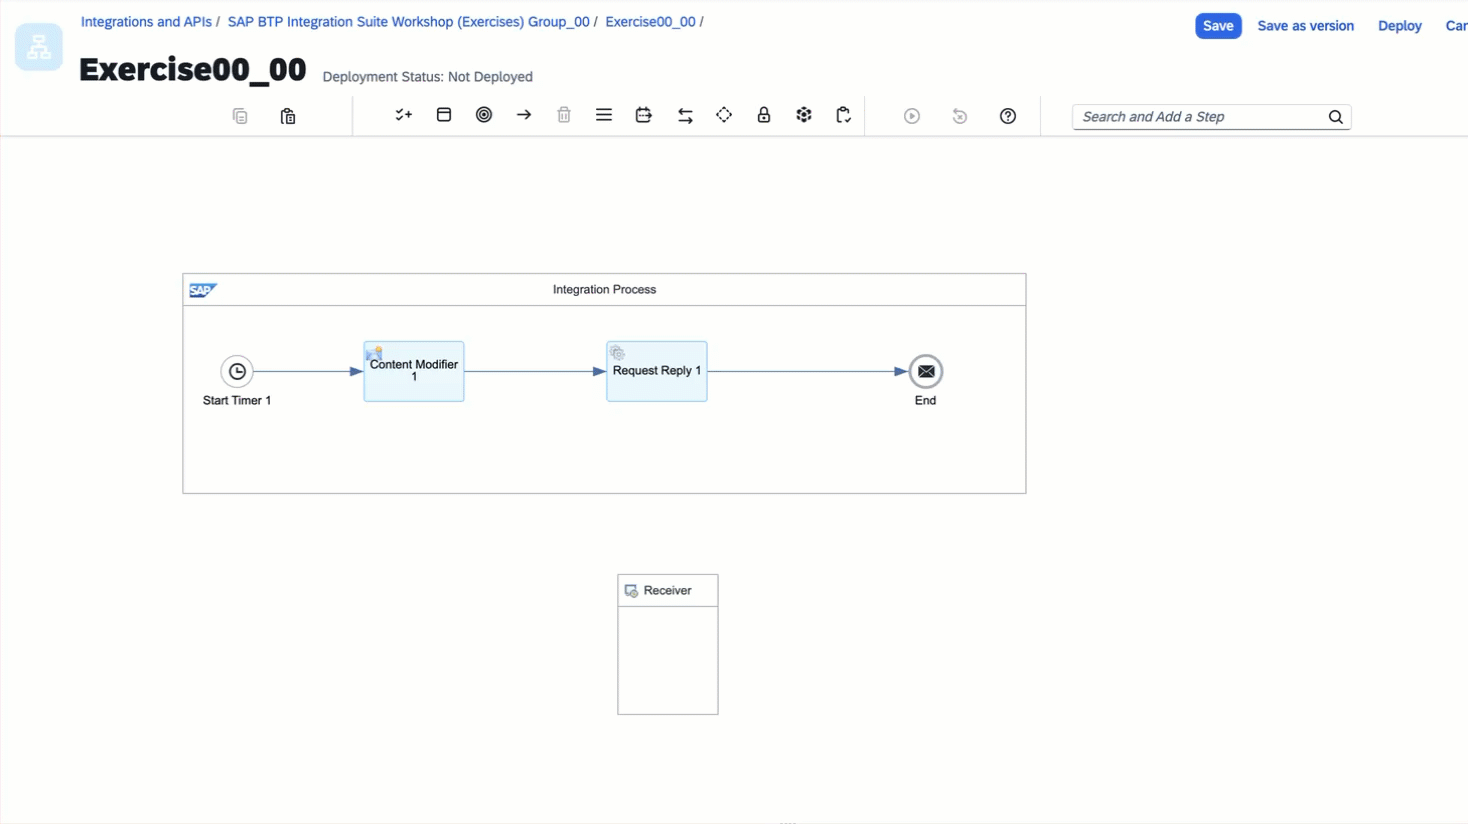 Integrations and APIs / SAP BTP Integration Suite Workshop (Exercises) Group_00 / Exercise00_00 /
Save Save as version Deploy
Exercise00_00 Deployment Status: Not Deployed
Search and Add a Step
SAP Integration Process
Content Modifier
1
Request Reply 1
Start Timer 1
End
Receiver